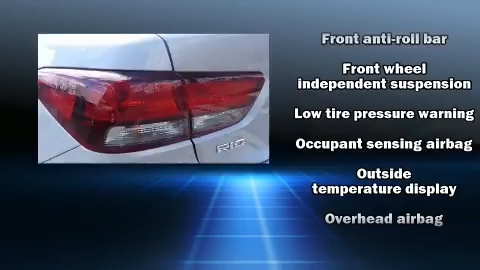 Front anti-roll bar
Front wheel
independent suspension
Low tire pressure warning
Occupant sensing airbag
Outside
temperature display
Overhead airbag
RIO